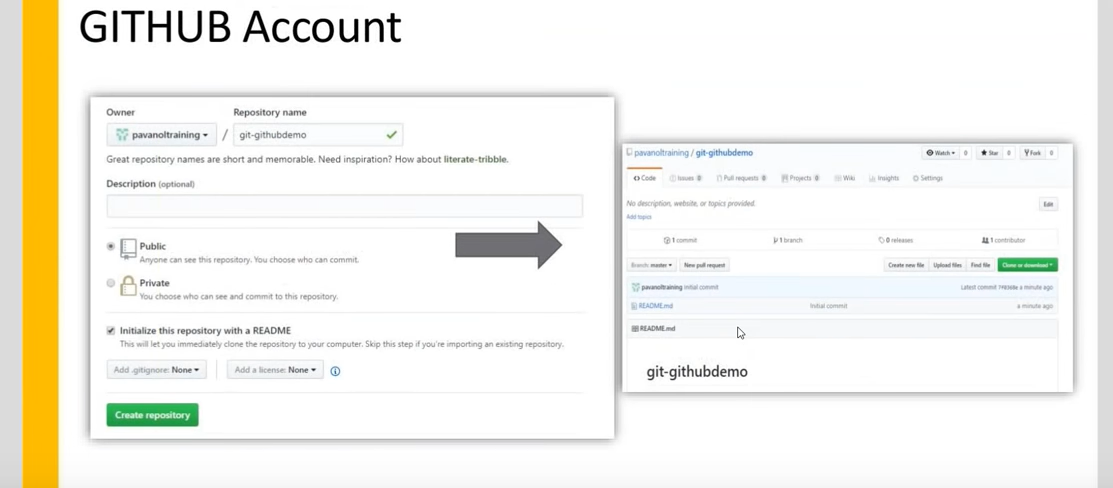 GITHUB Account
Owner Repository name
pavanoltraining / git-githubdemo
Great repository names are short and memorable. Need inspiration? How about literate-tribble.
Description (optional)
Public
Anyone can see this repository. You choose who can commit.
Private
You choose who can see and commit to this repository.
Initialize this repository with a README
This will let you immediately clone the repository to your computer. Skip this step if you're importing an existing repository.
Add .gitignore: None Add a license: None
Create repository
pavanoltraining / git-githubdemo Watch 0 Star 0 Fork 0
Code Issues 0 Pull requests 0 Projects 0 Wiki Insights Settings
No description, website, or topics provided. Edit
Add topics
1 commit 1 branch 0 releases 1 contributor
Branch: master New pull request Create new file Upload files Find file Clone or download
pavanoltraining Initial commit Latest commit a minute ago
README.md Initial commit a minute ago
README.md
git-githubdemo